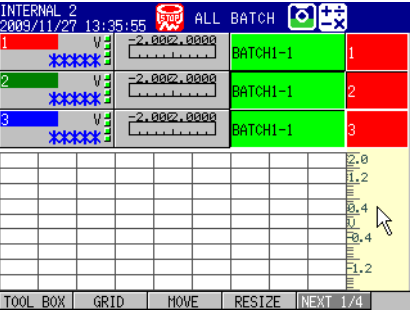 INTERNAL 2
2009/11/27 13:35:55
STOP
ALL BATCH
1 V -2.000 2.0000 BATCH1-1 1
*****
2 V -2.000 2.0000 BATCH1-1 2
*****
3 V -2.000 2.0000 BATCH1-1 3
*****
2.0
1.2
0.4
V
-0.4
-1.2
TOOL BOX GRID MOVE RESIZE NEXT 1/4